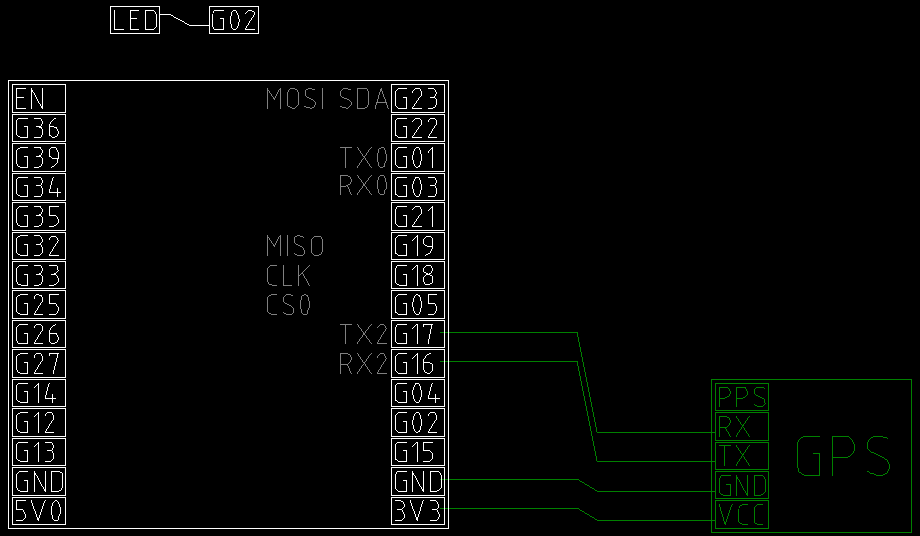 LED G02
EN MOSI SDA G23
G36 G22
G39 TX0 G01
G34 RX0 G03
G35 G21
G32 MISO G19
G33 CLK G18
G25 CS0 G05
G26 TX2 G17
G27 RX2 G16
G14 G04
G12 G02
G13 G15
GND GND
5V0 3V3
PPS
RX
TX
GND
VCC
GPS